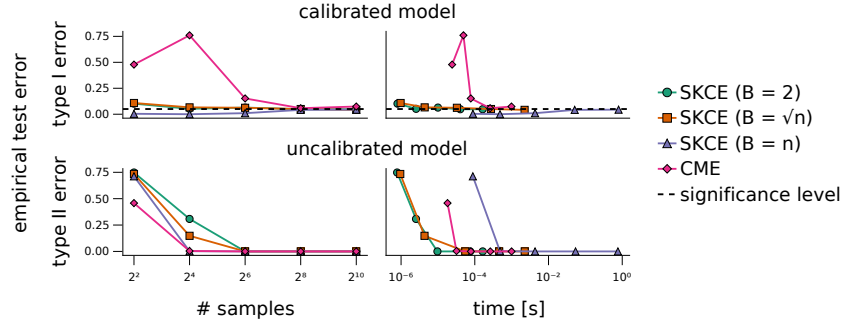 calibrated model
empirical test error
type I error
0.75
0.50
0.25
0.00
uncalibrated model
type II error
0.75
0.50
0.25
0.00
2² 2⁴ 2⁶ 2⁸ 2¹⁰
# samples
10⁻⁶ 10⁻⁴ 10⁻² 10⁰
time [s]
SKCE (B = 2)
SKCE (B = √n)
SKCE (B = n)
CME
significance level